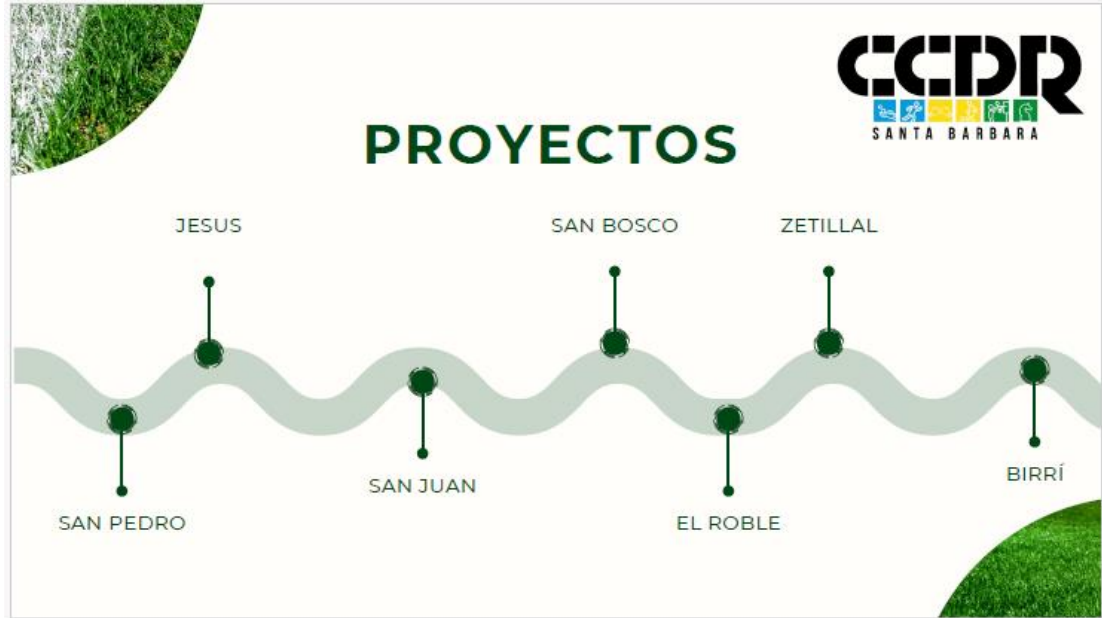 CCDR
SANTA BARBARA
PROYECTOS
JESUS
SAN BOSCO
ZETILLAL
SAN JUAN
BIRRÍ
SAN PEDRO
EL ROBLE